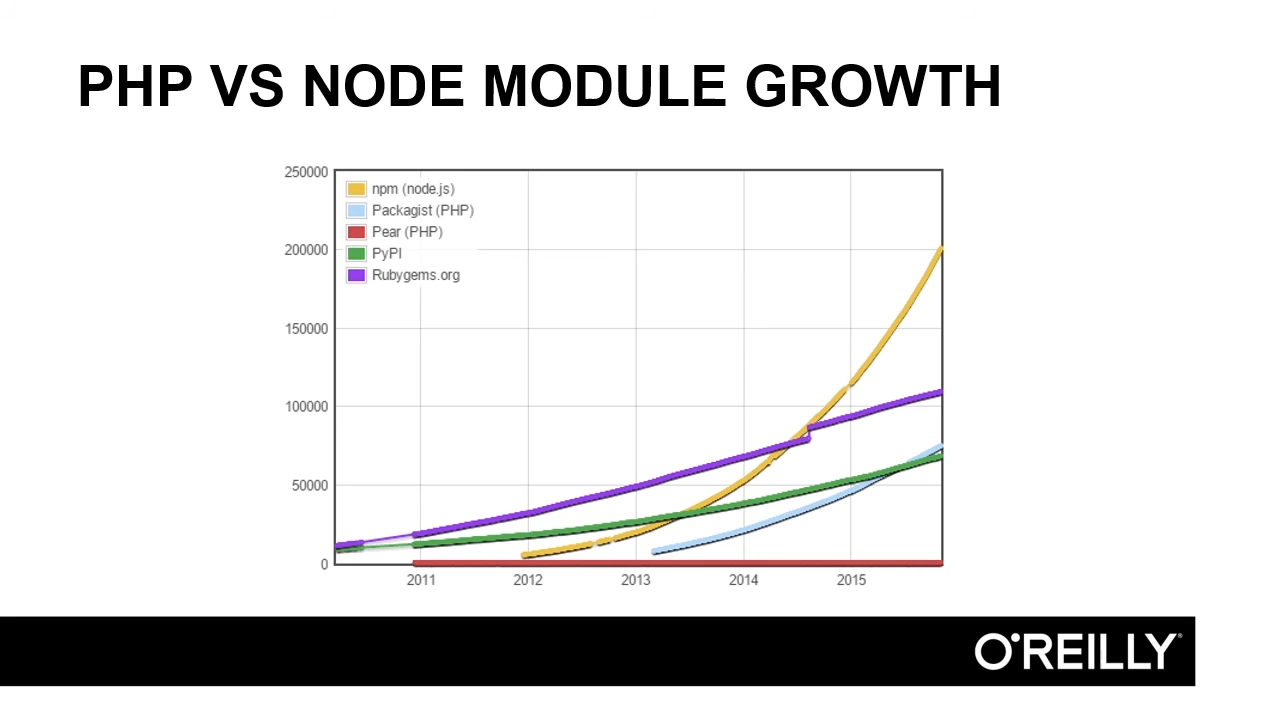 PHP VS NODE MODULE GROWTH
250000
200000
150000
100000
50000
0
npm (node.js)
Packagist (PHP)
Pear (PHP)
PyPI
Rubygems.org
2011 2012 2013 2014 2015
O'REILLY®